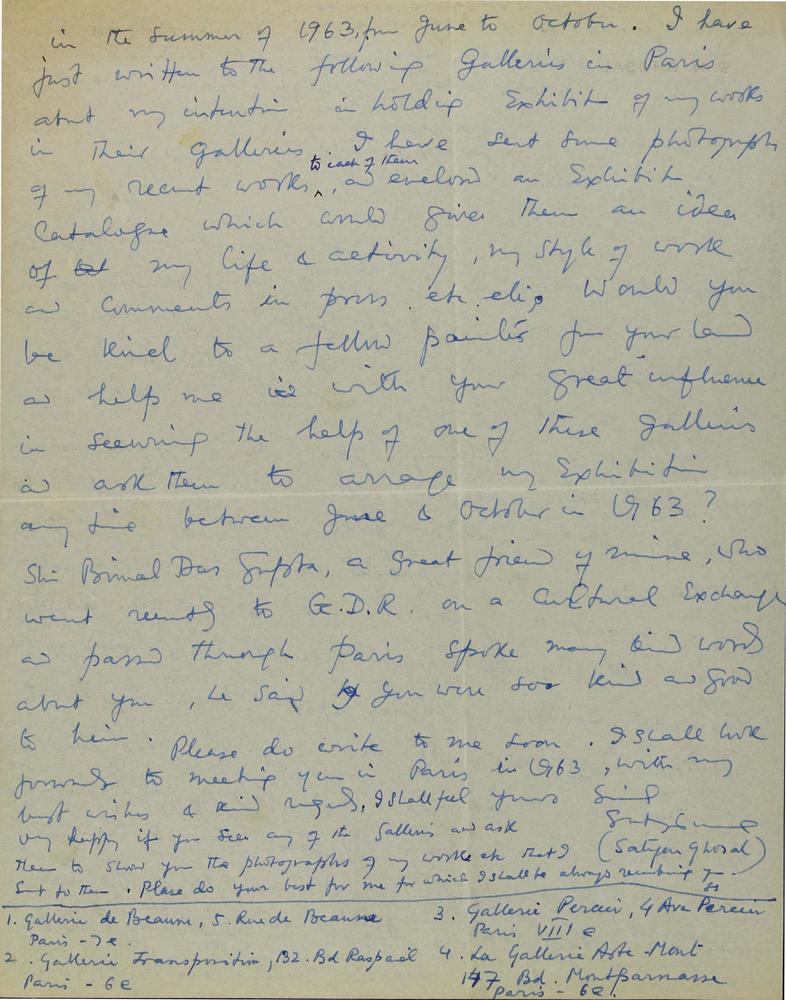 in the summer of 1963, from June to October. I have
just written to the following Galleries in Paris
about my intention in holding Exhibition of my works
in their galleries. I have sent some photographs
to each of them
of my recent works, and enclosed an Exhibition
Catalogue which would given them an idea
of my life & activity, my style of work
and comments in press etc etc. Would you
be kind to a fellow painter from your land
and help me with your great influence
in securing the help of one of these galleries
and ask them to arrange my Exhibition
any time between June & October in 1963?
Shri Bimal Das Gupta, a great friend of mine, who
went recently to G.D.R. on a Cultural Exchange
and passed through Paris spoke many kind words
about you, he said you were soo kind and good
to him. Please do write to me soon. I shall look
forward to meeting you in Paris in 1963, with my
best wishes & kind regards, I shall feel yours
very happy if you see any of the Galleries and ask
(Satyen Ghosal)
them to show you the photographs of my works etc that I
sent to them. Please do your best for me for which I shall be always
1. Gallerie de Beaune, 5. Rue de Beaune
Paris - 7e.
2. Gallerie Transposition, 132. Bd Raspail
Paris - 6e
3. Gallerie Percier, 4 Ave Percier
Paris VIII e
4. La Gallerie Arte-Mont
147 Bd. Montparnasse
Paris - 6e.